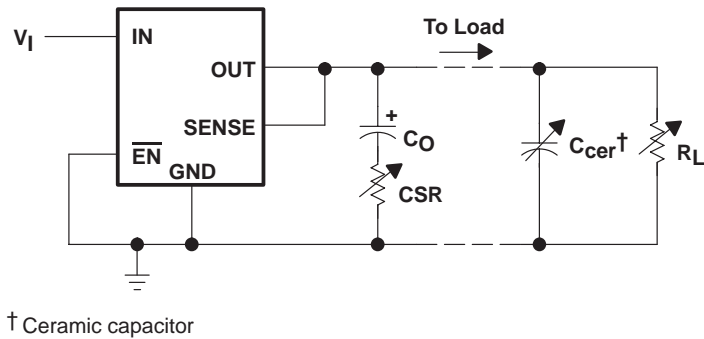 To Load
V_I
IN
OUT
SENSE
EN
GND
+
C_O
CSR
C_cer†
R_L
† Ceramic capacitor